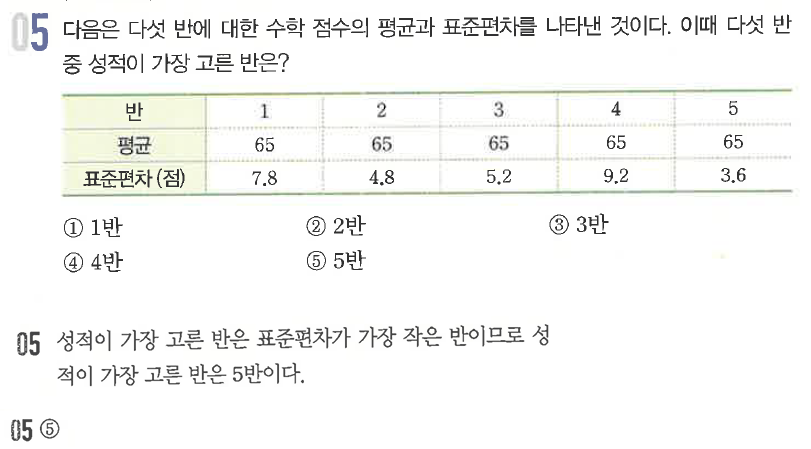 05 다음은 다섯 반에 대한 수학 점수의 평균과 표준편차를 나타낸 것이다. 이때 다섯 반
중 성적이 가장 고른 반은?
반 1 2 3 4 5
평균 65 65 65 65 65
표준편차(점) 7.8 4.8 5.2 9.2 3.6
① 1반 ② 2반 ③ 3반
④ 4반 ⑤ 5반
05 성적이 가장 고른 반은 표준편차가 가장 작은 반이므로 성
적이 가장 고른 반은 5반이다.
05 ⑤